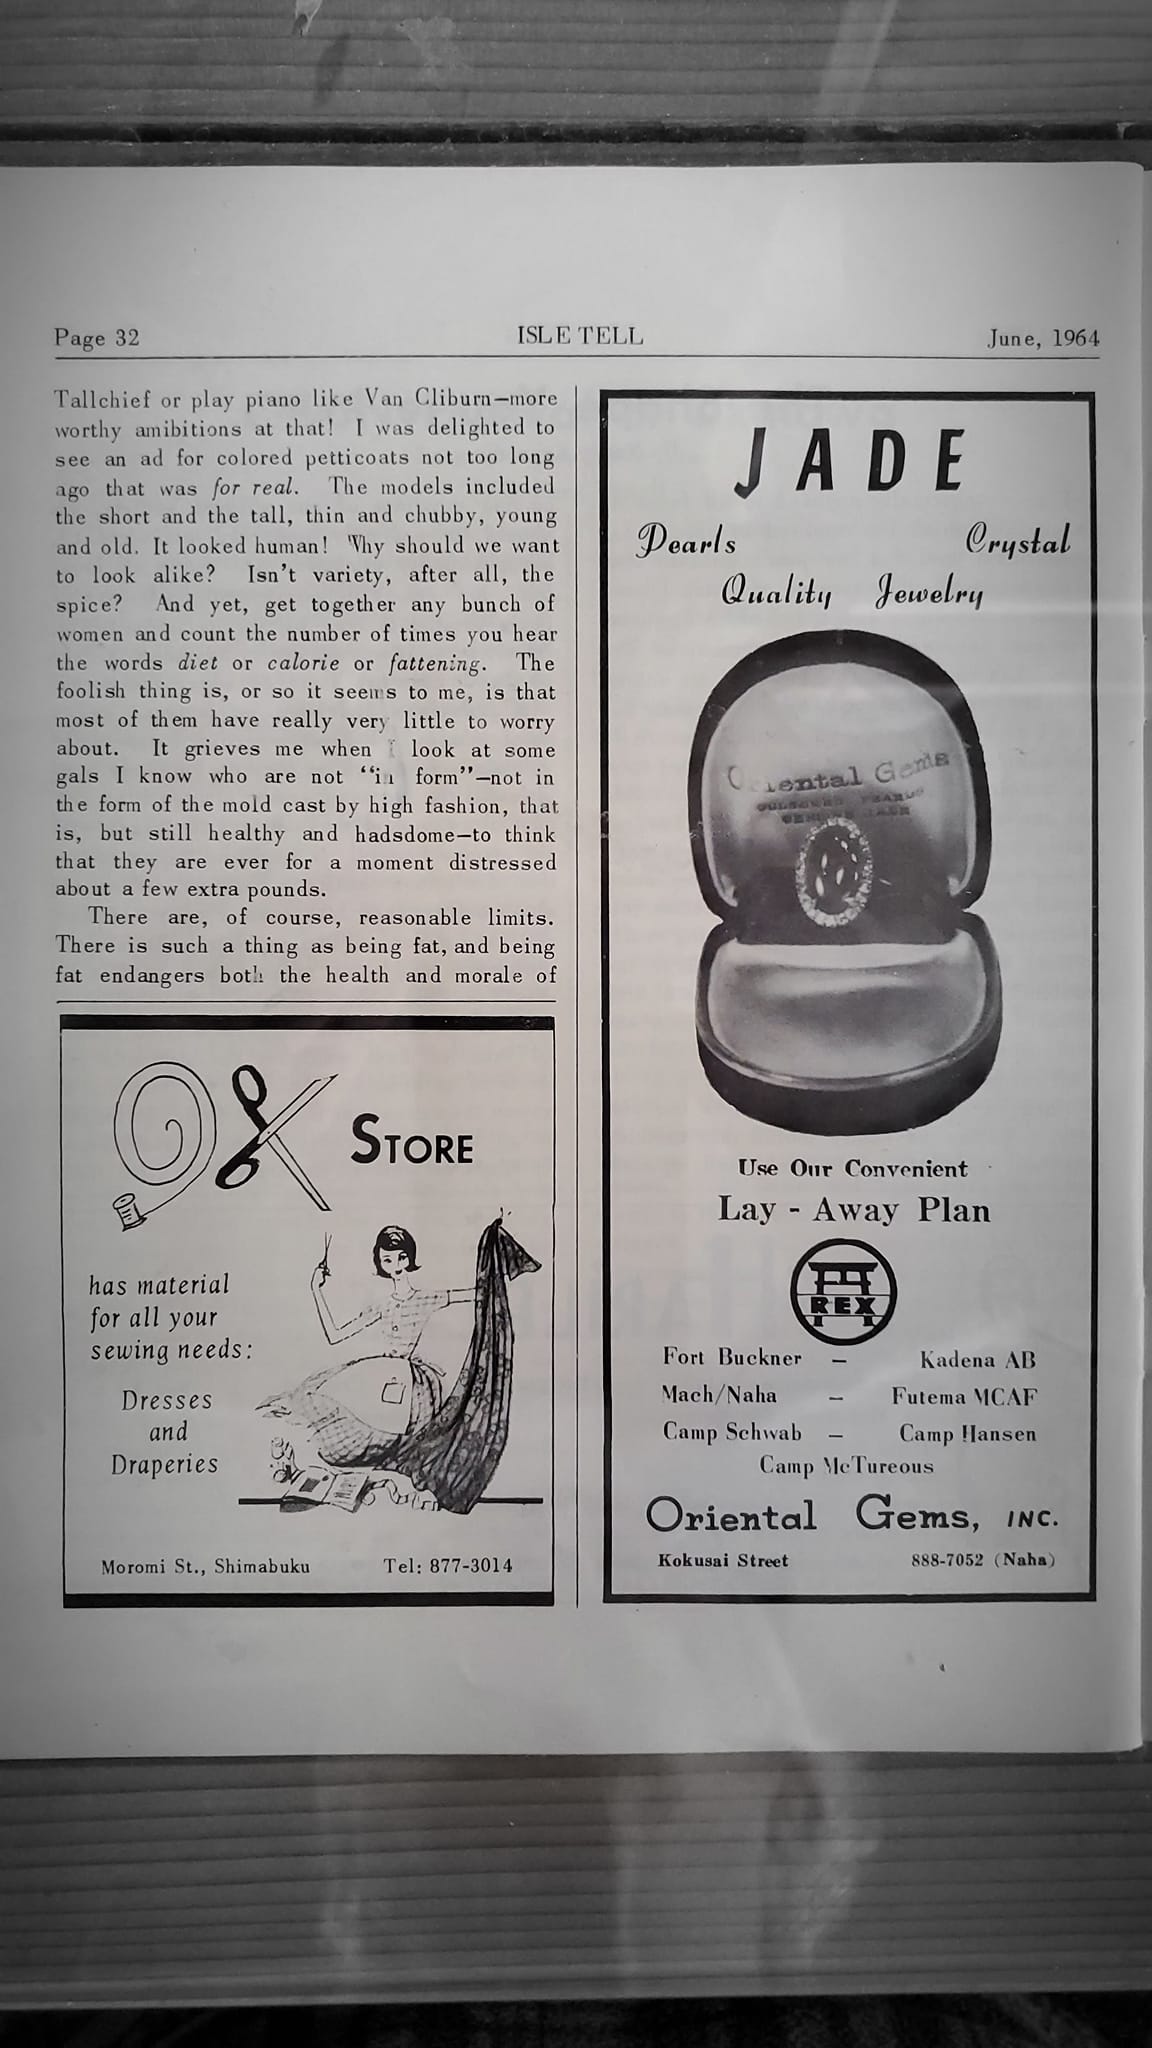 Page 32
ISLE TELL
June, 1964
Tallchief or play piano like Van Cliburn—more
worthy amibitions at that! I was delighted to
see an ad for colored petticoats not too long
ago that was for real. The models included
the short and the tall, thin and chubby, young
and old. It looked human! Why should we want
to look alike? Isn't variety, after all, the
spice? And yet, get together any bunch of
women and count the number of times you hear
the words diet or calorie or fattening. The
foolish thing is, or so it seems to me, is that
most of them have really very little to worry
about. It grieves me when I look at some
gals I know who are not "in form"—not in
the form of the mold cast by high fashion, that
is, but still healthy and hadsdome—to think
that they are ever for a moment distressed
about a few extra pounds.
There are, of course, reasonable limits.
There is such a thing as being fat, and being
fat endangers both the health and morale of
OK STORE
has material
for all your
sewing needs:
Dresses
and
Draperies
Moromi St., Shimabuku Tel: 877-3014
JADE
Pearls Crystal
Quality Jewelry
Oriental Gems
CULTURED PEARLS
GENUINE JADE
Use Our Convenient
Lay - Away Plan
REX
Fort Buckner — Kadena AB
Mach/Naha — Futema MCAF
Camp Schwab — Camp Hansen
Camp McTureous
Oriental Gems, INC.
Kokusai Street 888-7052 (Naha)